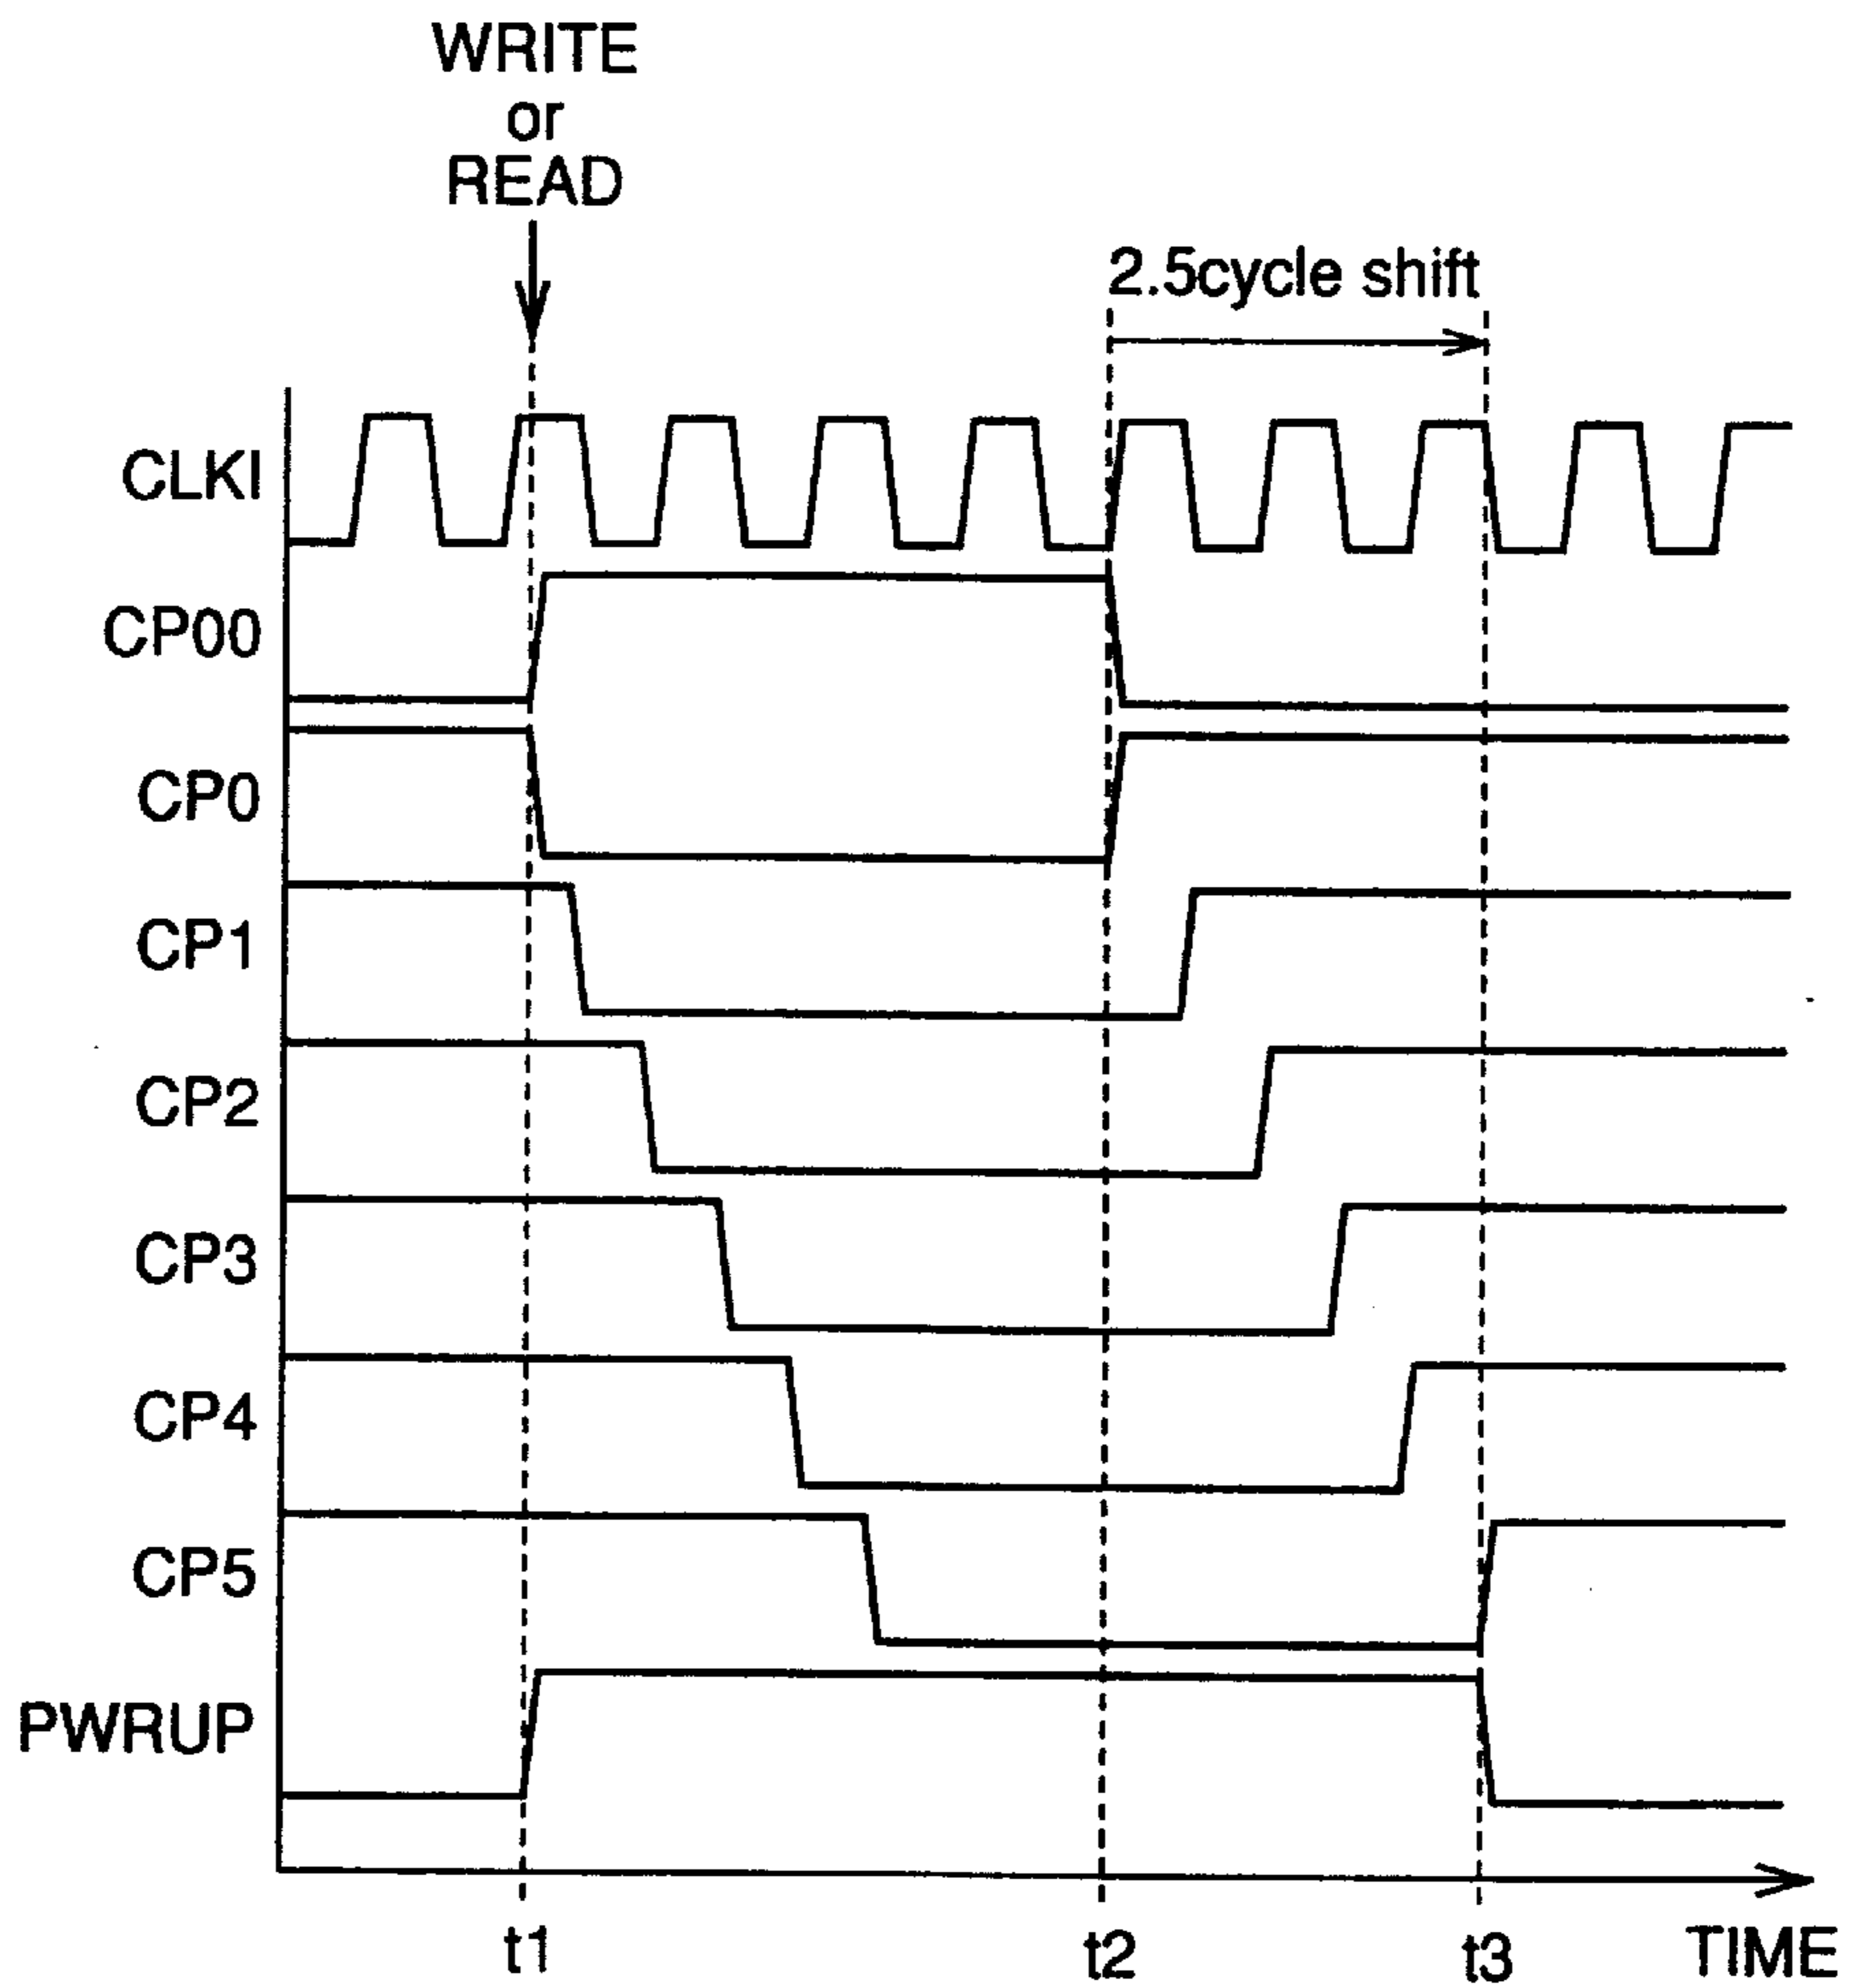 WRITE
or
READ
2.5cycle shift
CLKI
CP00
CP0
CP1
CP2
CP3
CP4
CP5
PWRUP
t1
t2
t3
TIME